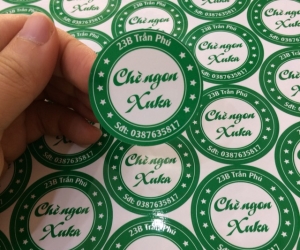 23B Trần Phú
Chè ngon
Xuka
Sđt: 0387635817